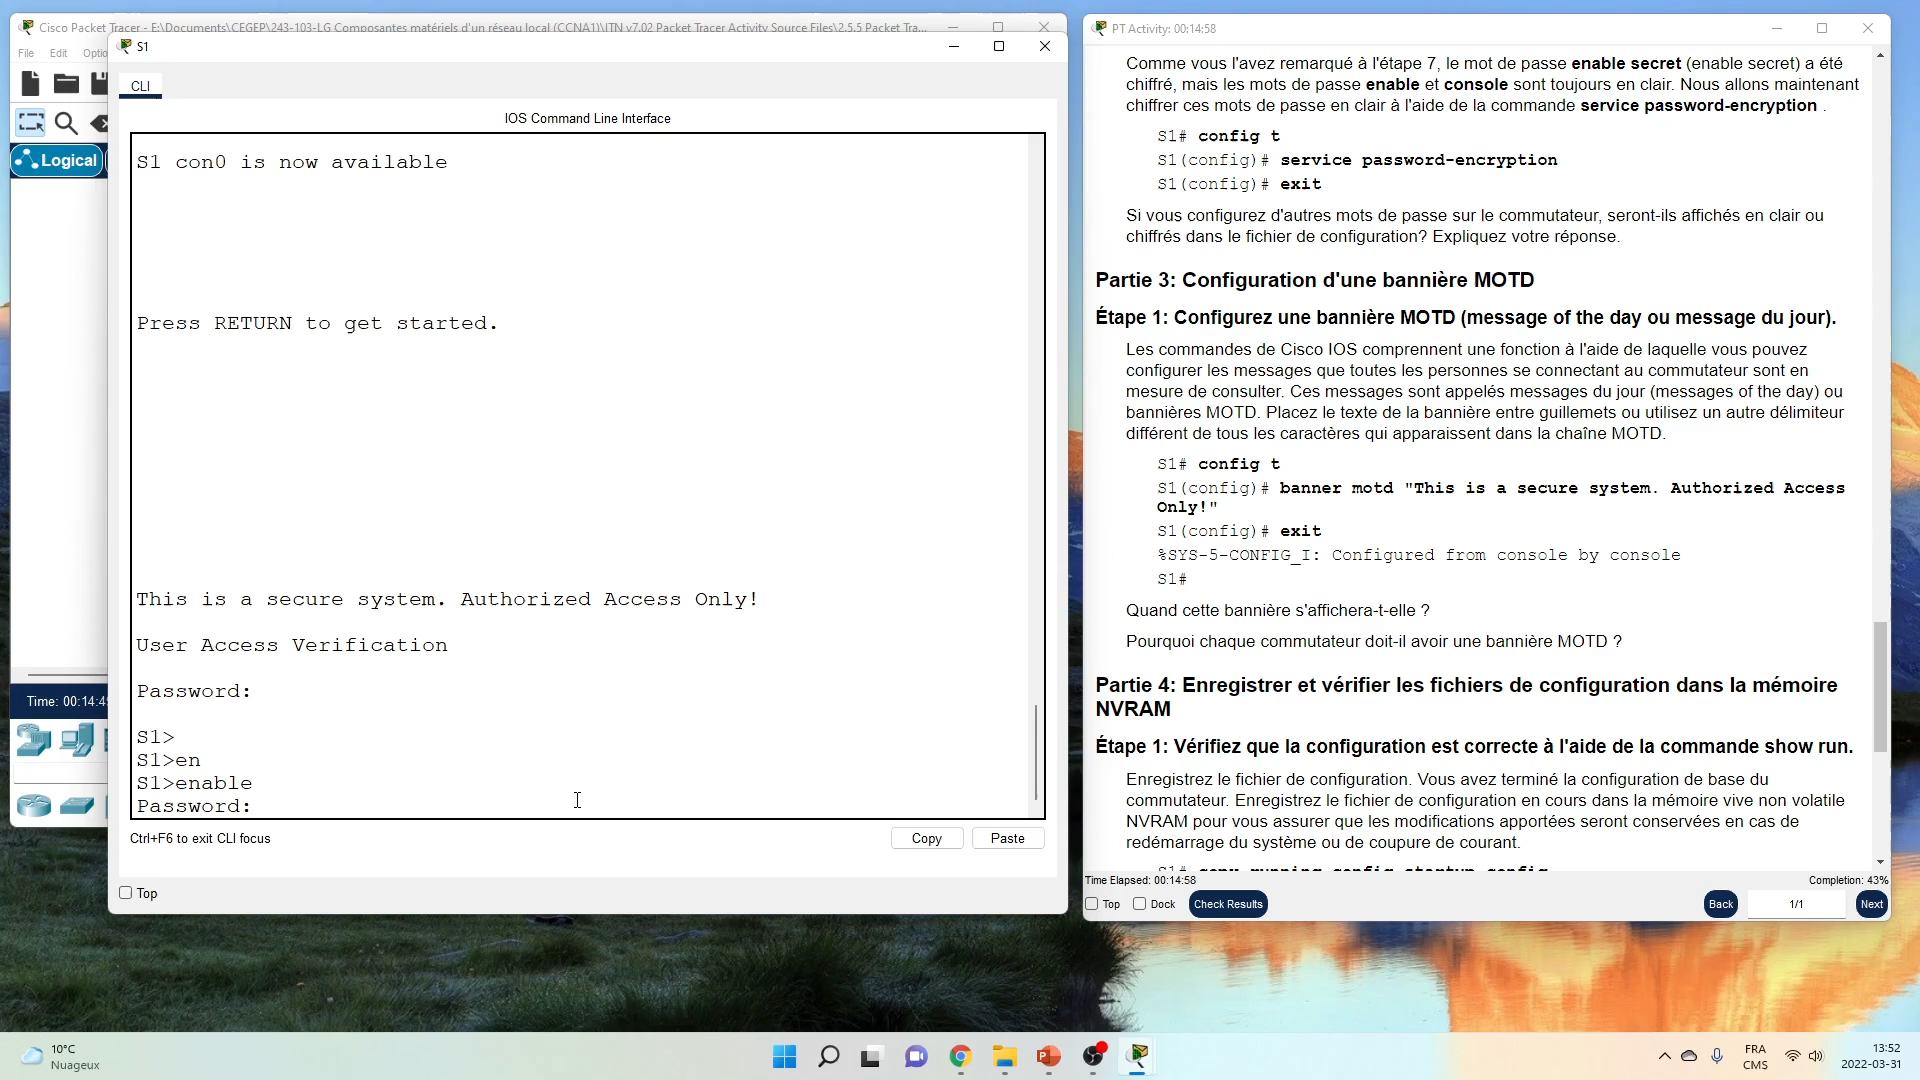 Cisco Packet Tracer - E:\Documents\CEGEP\243-103-LG Composantes matériels d'un réseau local (CCNA1)\ITN v7.02 Packet Tracer Activity Source Files\2.5.5 Packet Tra...
File Edit Optio
Logical
Time: 00:14:4
S1
CLI
IOS Command Line Interface
S1 con0 is now available
Press RETURN to get started.
This is a secure system. Authorized Access Only!
User Access Verification
Password:
S1>
S1>en
S1>enable
Password:
Ctrl+F6 to exit CLI focus
Copy
Paste
Top
PT Activity: 00:14:58
Comme vous l'avez remarqué à l'étape 7, le mot de passe enable secret (enable secret) a été
chiffré, mais les mots de passe enable et console sont toujours en clair. Nous allons maintenant
chiffrer ces mots de passe en clair à l'aide de la commande service password-encryption .
S1# config t
S1(config)# service password-encryption
S1(config)# exit
Si vous configurez d'autres mots de passe sur le commutateur, seront-ils affichés en clair ou
chiffrés dans le fichier de configuration? Expliquez votre réponse.
Partie 3: Configuration d'une bannière MOTD
Étape 1: Configurez une bannière MOTD (message of the day ou message du jour).
Les commandes de Cisco IOS comprennent une fonction à l'aide de laquelle vous pouvez
configurer les messages que toutes les personnes se connectant au commutateur sont en
mesure de consulter. Ces messages sont appelés messages du jour (messages of the day) ou
bannières MOTD. Placez le texte de la bannière entre guillemets ou utilisez un autre délimiteur
différent de tous les caractères qui apparaissent dans la chaîne MOTD.
S1# config t
S1(config)# banner motd "This is a secure system. Authorized Access
Only!"
S1(config)# exit
%SYS-5-CONFIG_I: Configured from console by console
S1#
Quand cette bannière s'affichera-t-elle ?
Pourquoi chaque commutateur doit-il avoir une bannière MOTD ?
Partie 4: Enregistrer et vérifier les fichiers de configuration dans la mémoire
NVRAM
Étape 1: Vérifiez que la configuration est correcte à l'aide de la commande show run.
Enregistrez le fichier de configuration. Vous avez terminé la configuration de base du
commutateur. Enregistrez le fichier de configuration en cours dans la mémoire vive non volatile
NVRAM pour vous assurer que les modifications apportées seront conservées en cas de
redémarrage du système ou de coupure de courant.
S1# copy running-config startup-config
Time Elapsed: 00:14:58
Completion: 43%
Top
Dock
Check Results
Back
1/1
Next
10°C
Nuageux
FRA
CMS
13:52
2022-03-31